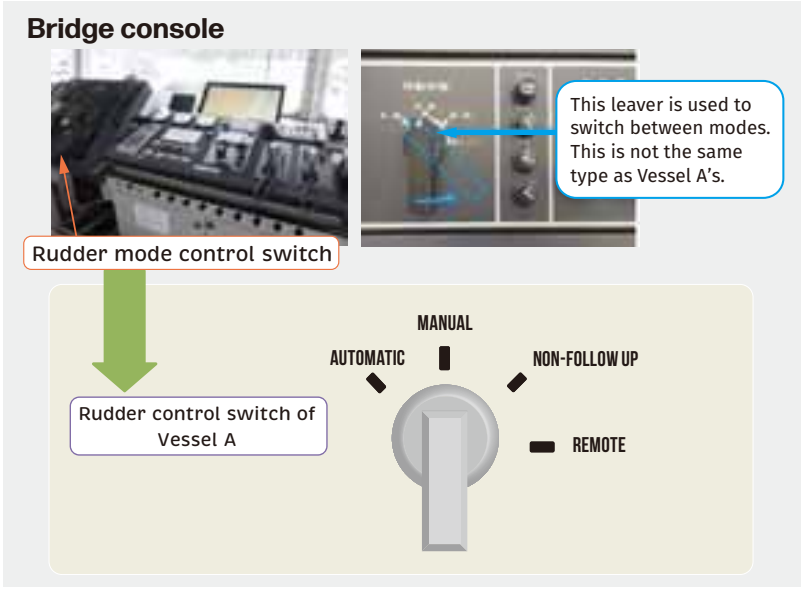 Bridge console
This leaver is used to
switch between modes.
This is not the same
type as Vessel A's.
Rudder mode control switch
MANUAL
AUTOMATIC
NON-FOLLOW UP
Rudder control switch of
Vessel A
REMOTE